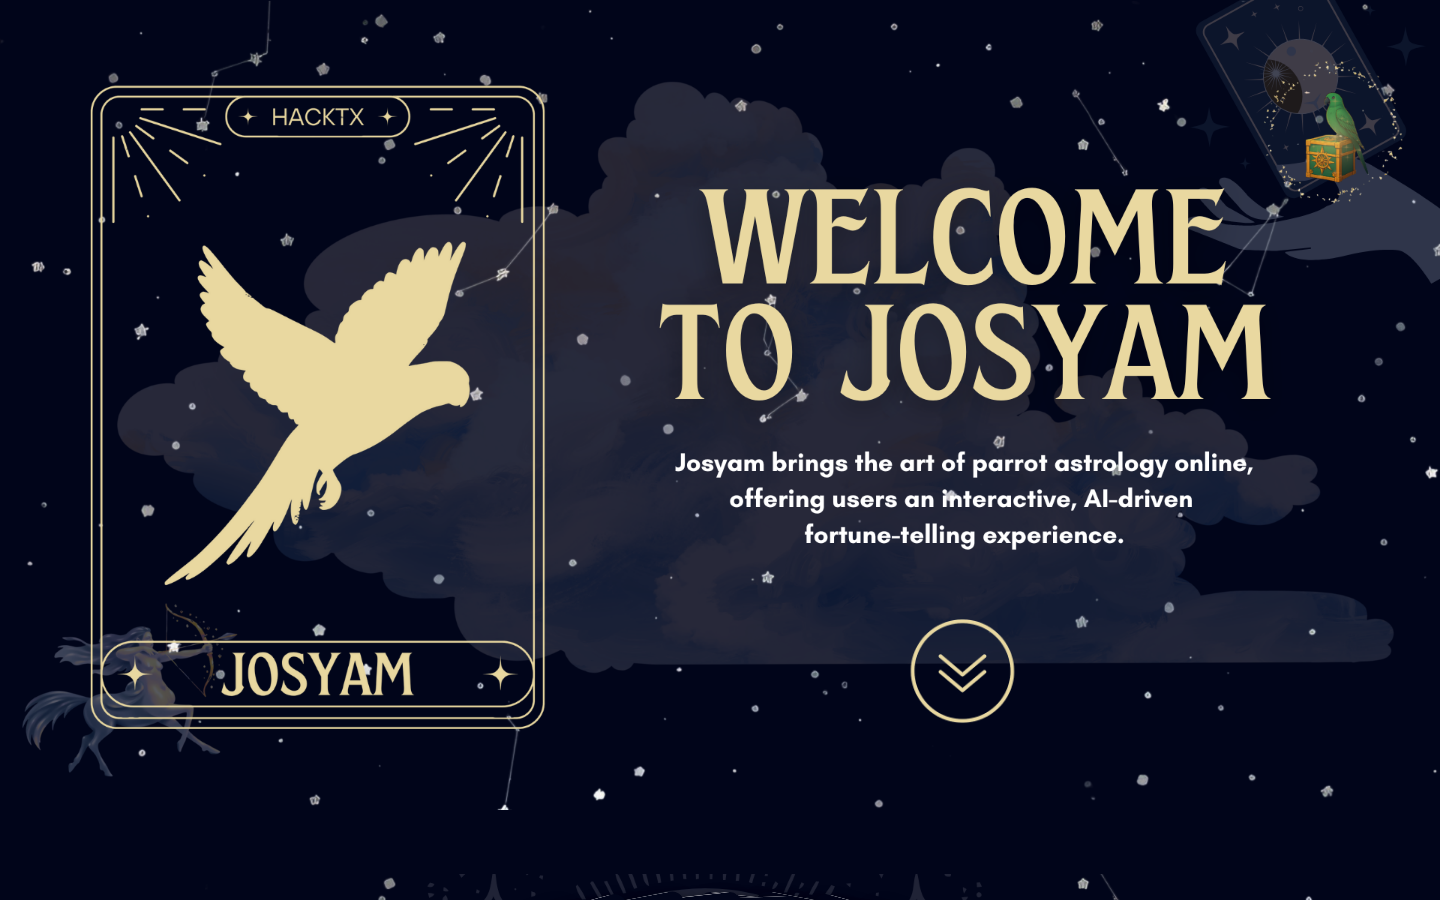 HACKTX
JOSYAM
WELCOME
TO JOSYAM
Josyam brings the art of parrot astrology online,
offering users an interactive, AI-driven
fortune-telling experience.